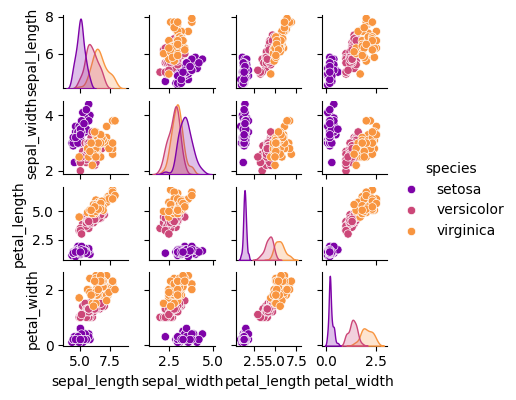 8
6
sepal_length
4
2
sepal_width
5.0
2.5
petal_length
2
0
petal_width
5.0 7.5
2.5 5.0
2.5 5.0 7.5
0.0 2.5
sepal_length
sepal_width
petal_length
petal_width
species
setosa
versicolor
virginica